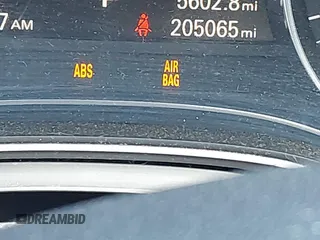 5602.8 mi
7 AM
205065 mi
ABS
AIR
BAG
DREAMBID